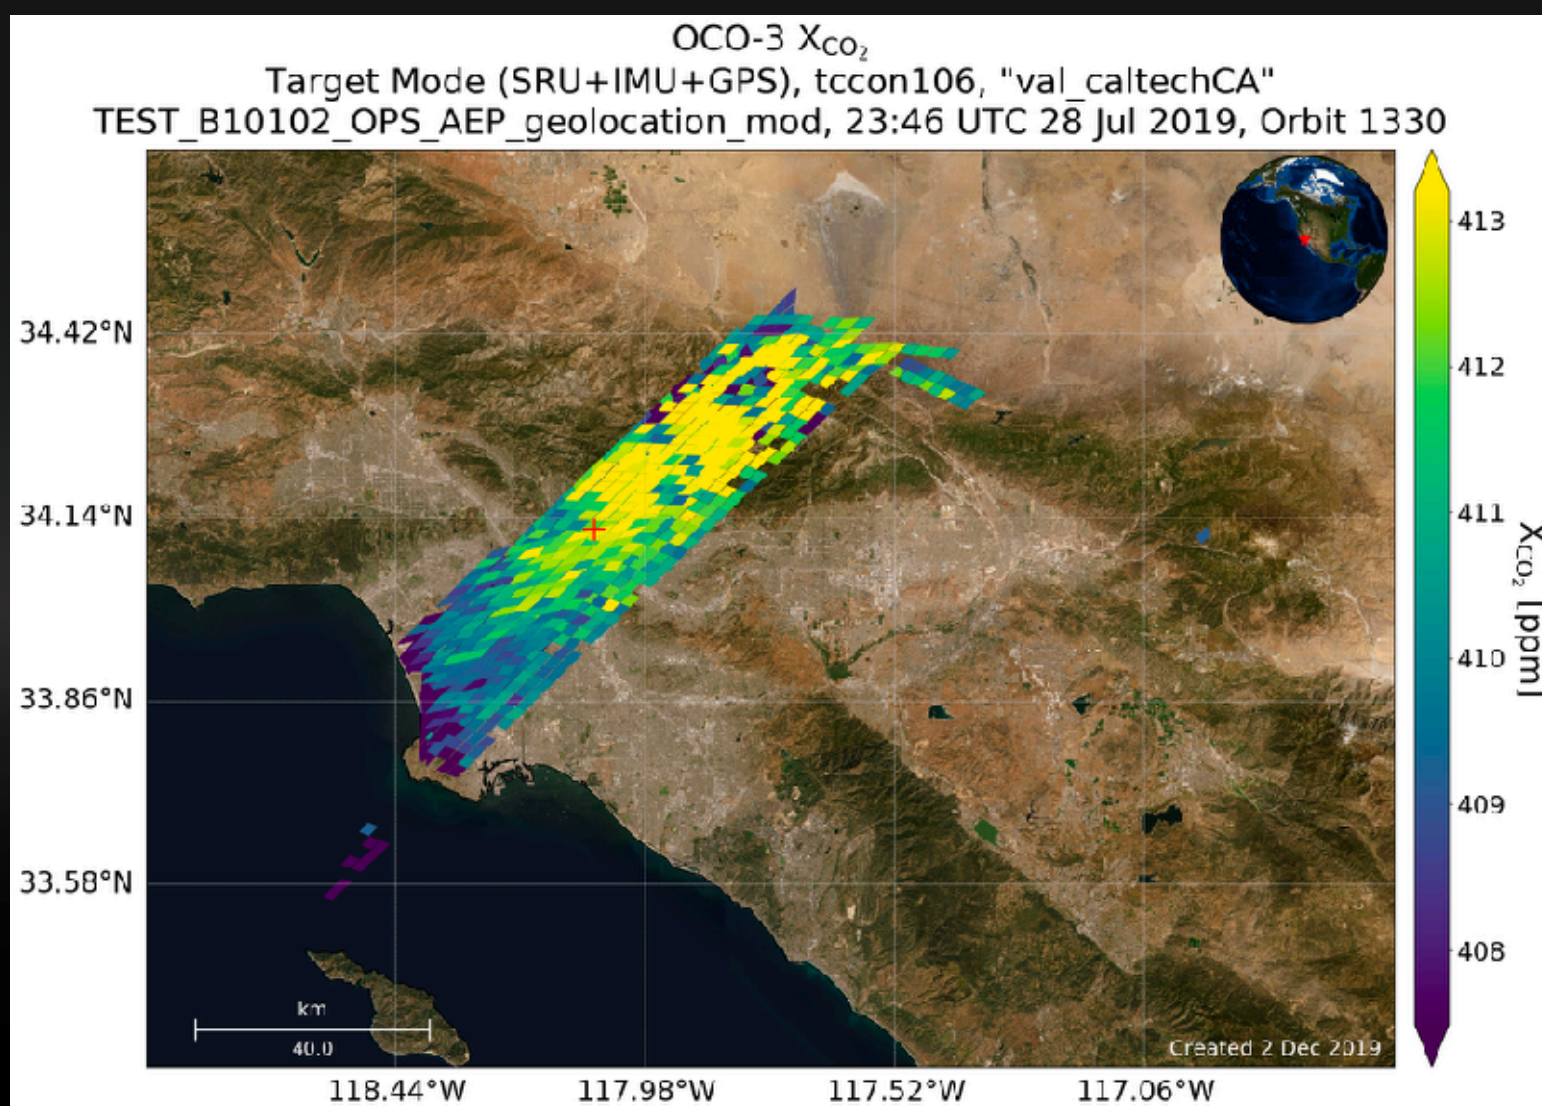 OCO-3 X_CO₂
Target Mode (SRU+IMU+GPS), tccon106, "val_caltechCA"
TEST_B10102_OPS_AEP_geolocation_mod, 23:46 UTC 28 Jul 2019, Orbit 1330
34.42°N
34.14°N
33.86°N
33.58°N
118.44°W
117.98°W
117.52°W
117.06°W
km
40.0
Created 2 Dec 2019
413
412
411
410
409
408
X_CO₂ [ppm]